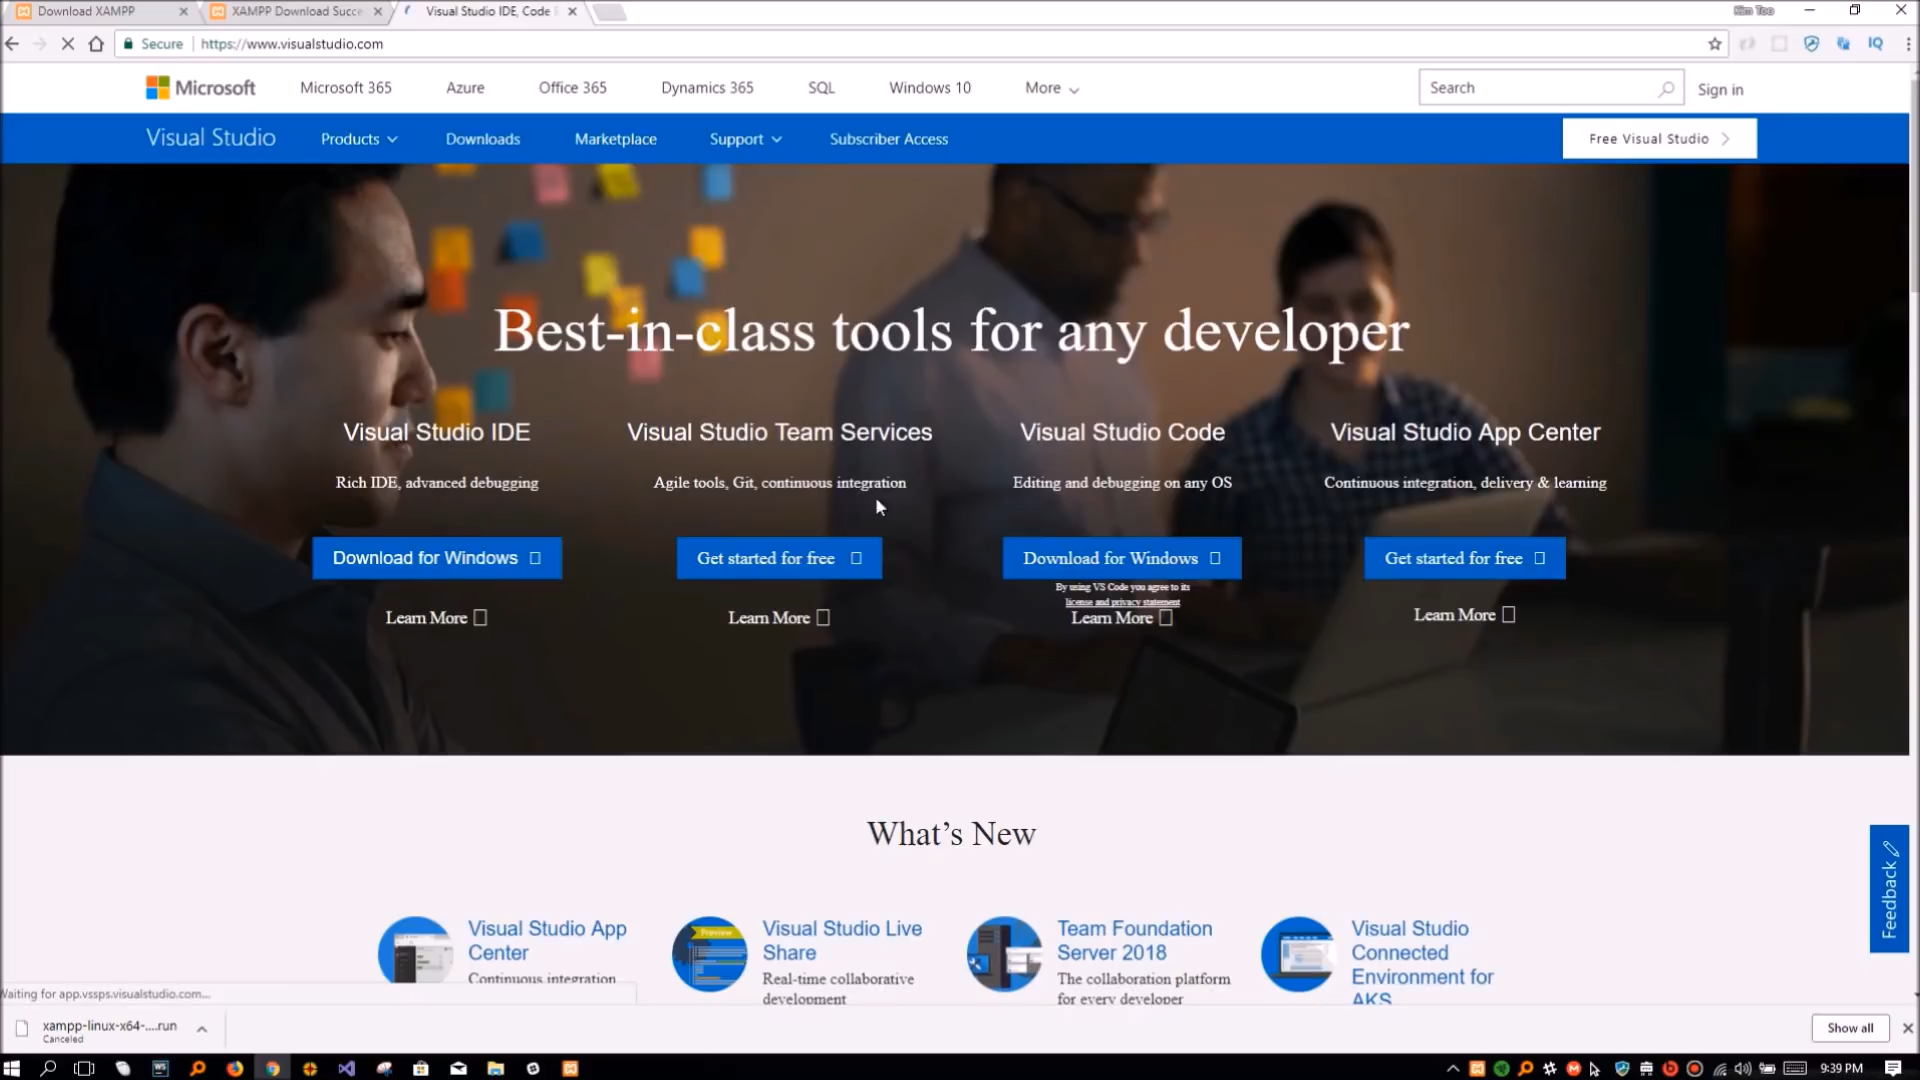 Download XAMPP
XAMPP Download Succe
Visual Studio IDE, Code
Kim Too
Secure
https://www.visualstudio.com
IQ
Microsoft
Microsoft 365
Azure
Office 365
Dynamics 365
SQL
Windows 10
More
Search
Sign in
Visual Studio
Products
Downloads
Marketplace
Support
Subscriber Access
Free Visual Studio
Best-in-class tools for any developer
Visual Studio IDE
Visual Studio Team Services
Visual Studio Code
Visual Studio App Center
Rich IDE, advanced debugging
Agile tools, Git, continuous integration
Editing and debugging on any OS
Continuous integration, delivery & learning
Download for Windows
Get started for free
Download for Windows
Get started for free
By using VS Code you agree to its
license and privacy statement
Learn More
Learn More
Learn More
Learn More
What's New
Feedback
Visual Studio App
Center
Continuous integration
Preview
Visual Studio Live
Share
Real-time collaborative
development
Team Foundation
Server 2018
The collaboration platform
for every developer
Visual Studio
Connected
Environment for
AKS
Waiting for app.vssps.visualstudio.com...
xampp-linux-x64-....run
Canceled
Show all
WS
9:39 PM